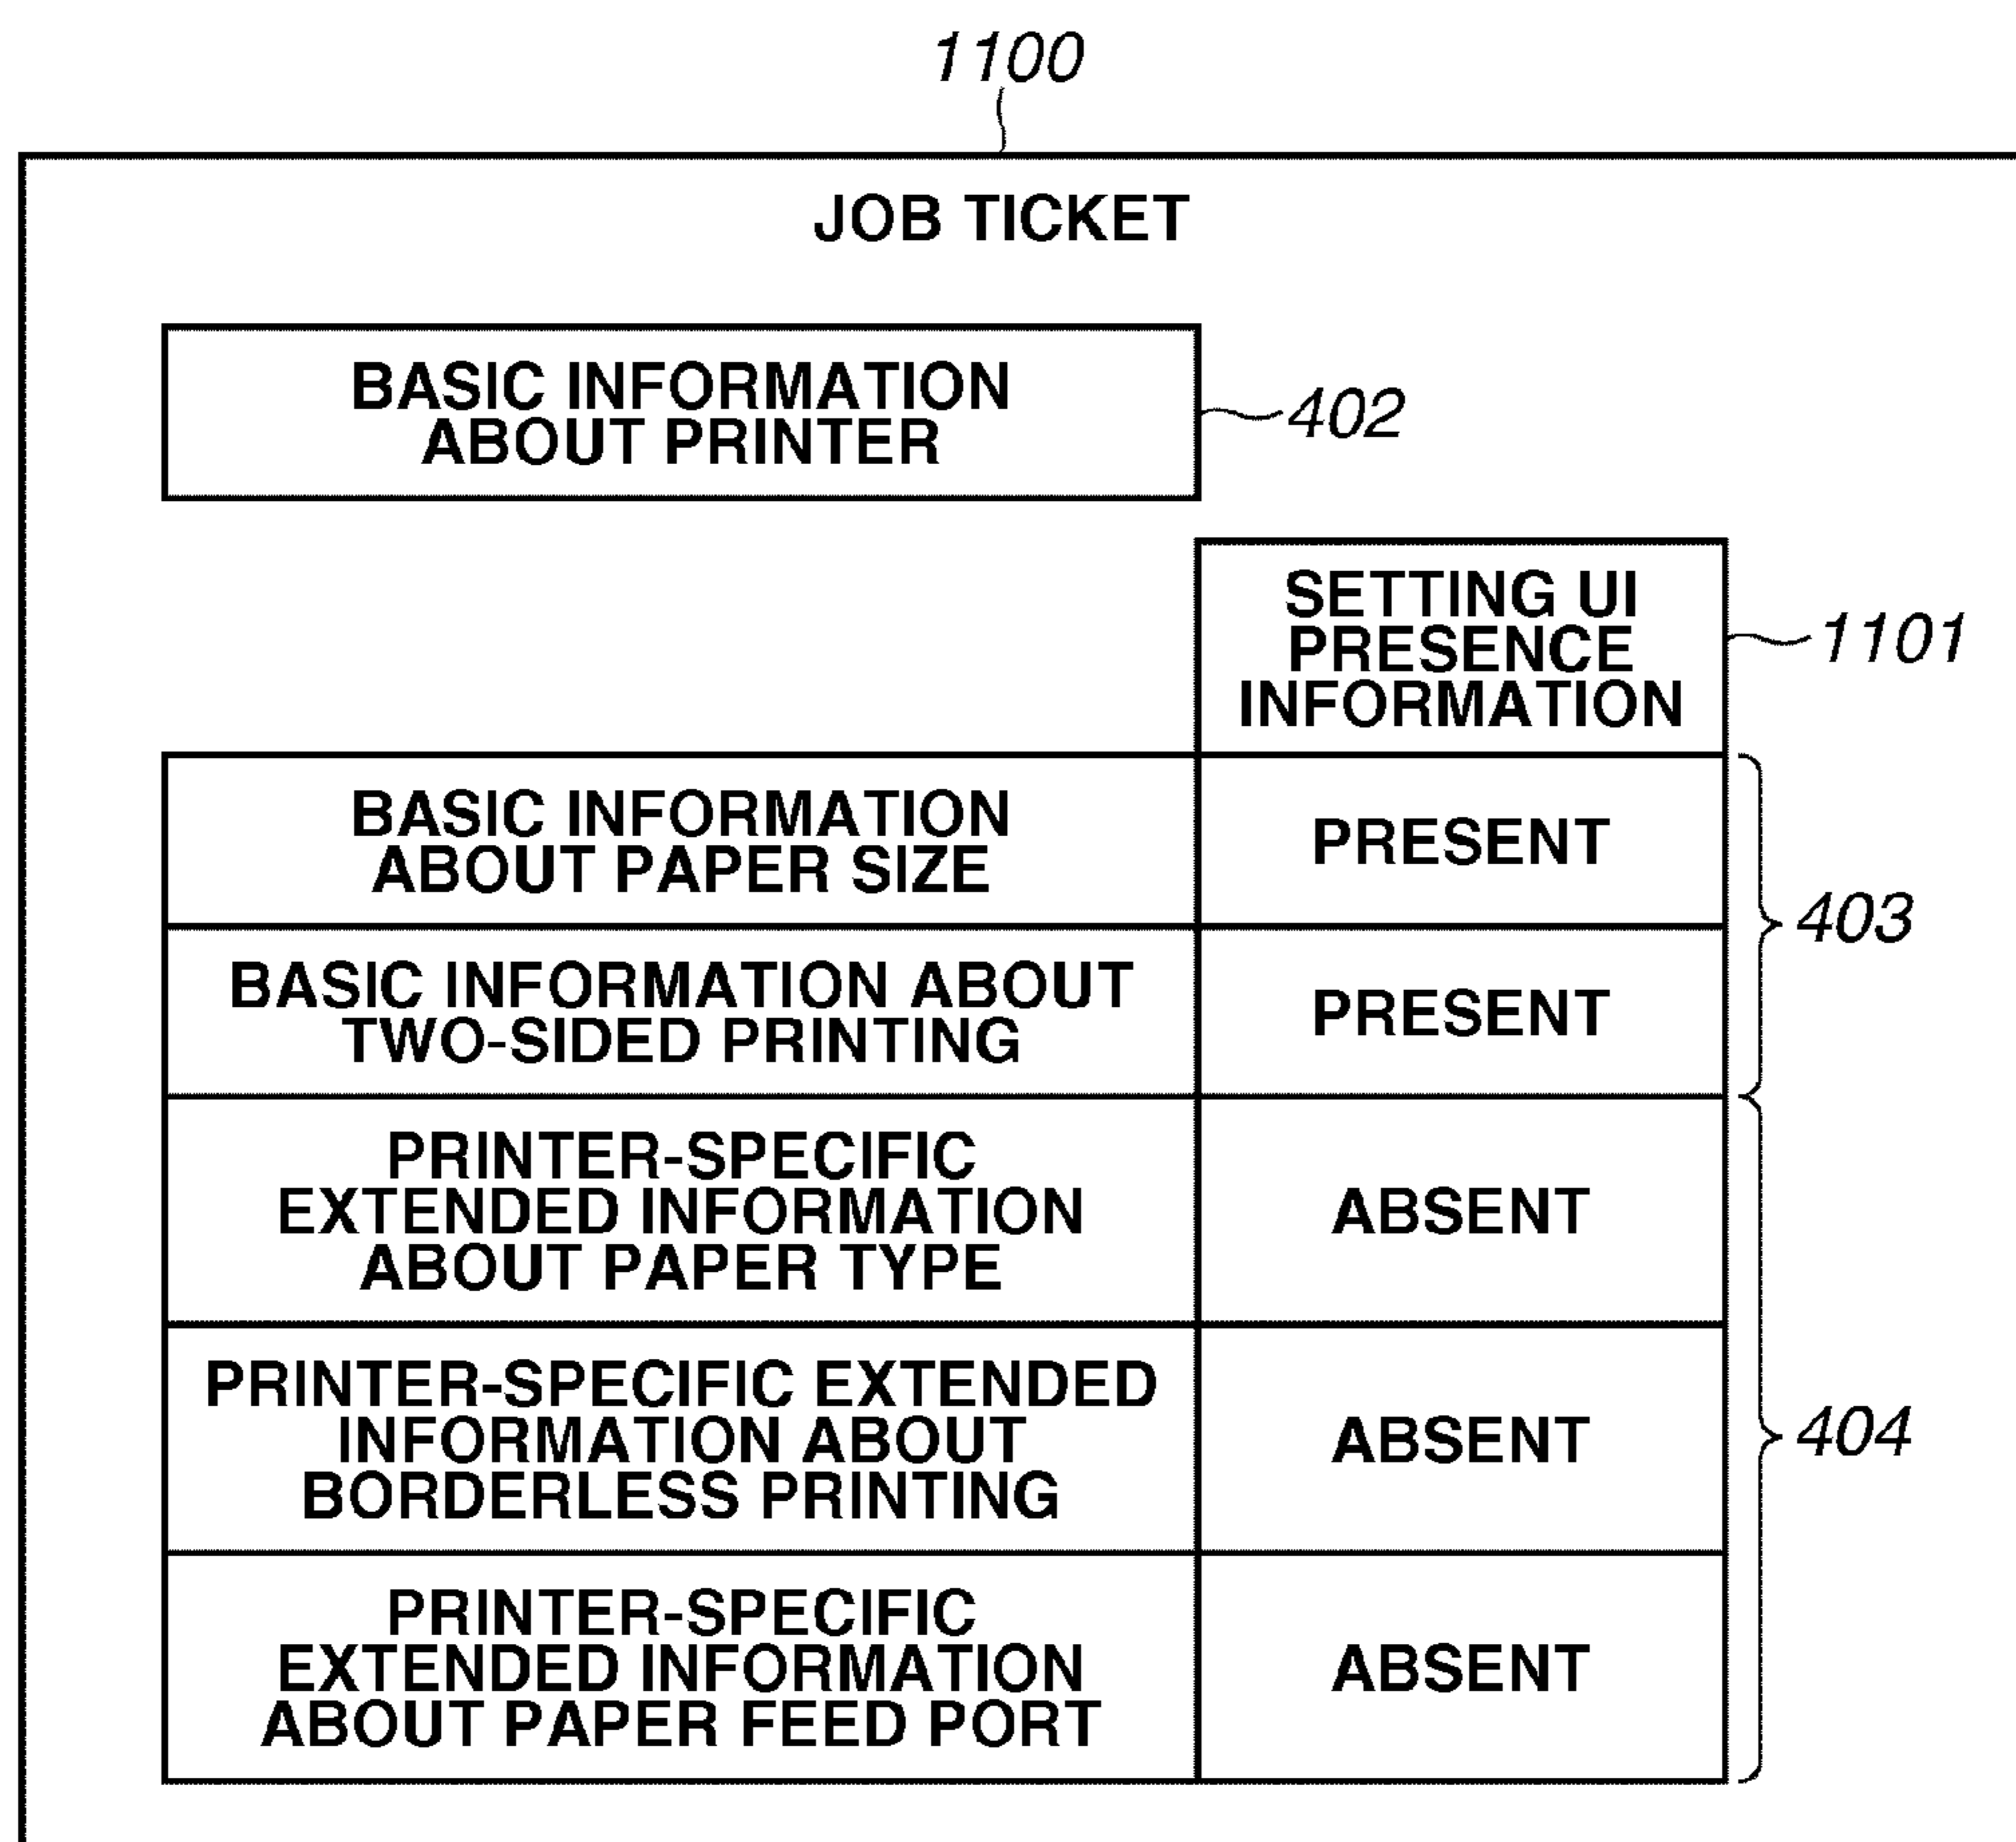 1100
JOB TICKET
BASIC INFORMATION
ABOUT PRINTER
402
SETTING UI
PRESENCE
INFORMATION
1101
BASIC INFORMATION
ABOUT PAPER SIZE
PRESENT
403
BASIC INFORMATION ABOUT
TWO-SIDED PRINTING
PRESENT
PRINTER-SPECIFIC
EXTENDED INFORMATION
ABOUT PAPER TYPE
ABSENT
PRINTER-SPECIFIC EXTENDED
INFORMATION ABOUT
BORDERLESS PRINTING
ABSENT
404
PRINTER-SPECIFIC
EXTENDED INFORMATION
ABOUT PAPER FEED PORT
ABSENT